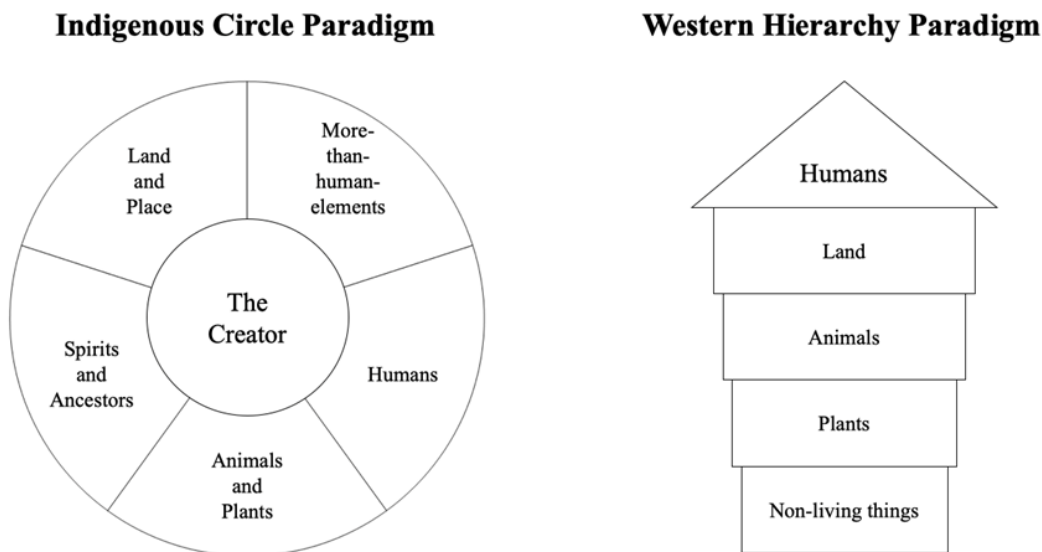 Indigenous Circle Paradigm
Land
and
Place
More-
than-
human-
elements
The
Creator
Spirits
and
Ancestors
Humans
Animals
and
Plants
Western Hierarchy Paradigm
Humans
Land
Animals
Plants
Non-living things